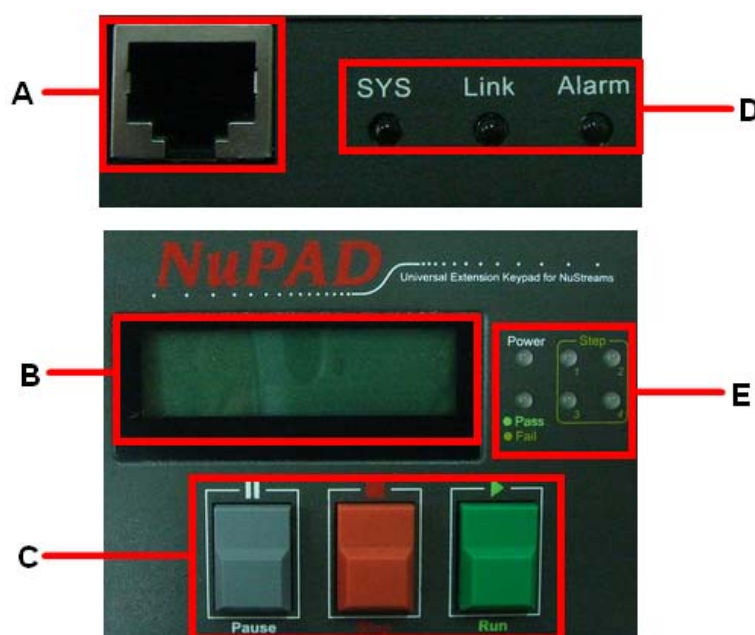 A
SYS Link Alarm
D
NuPAD
Universal Extension Keypad for NuStreams
B
Power Step
1 2
3 4
Pass
Fail
E
C
Pause Stop Run